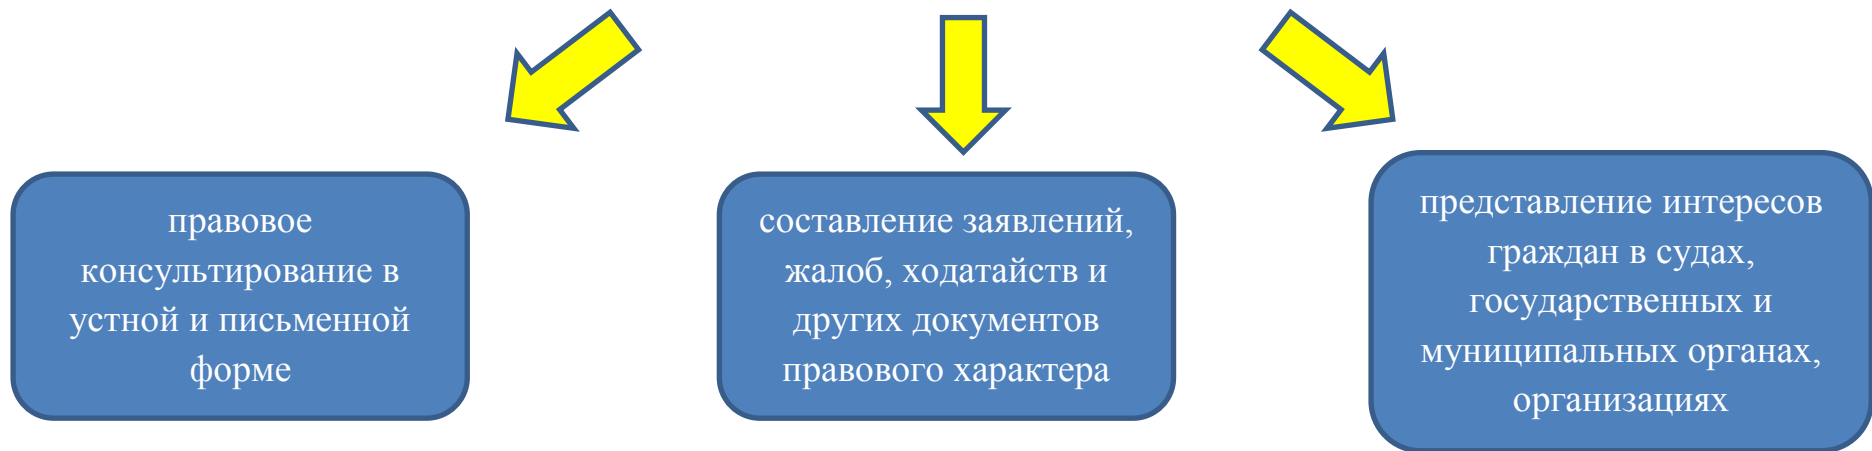 правовое
консультирование в
устной и письменной
форме
составление заявлений,
жалоб, ходатайств и
других документов
правового характера
представление интересов
граждан в судах,
государственных и
муниципальных органах,
организациях